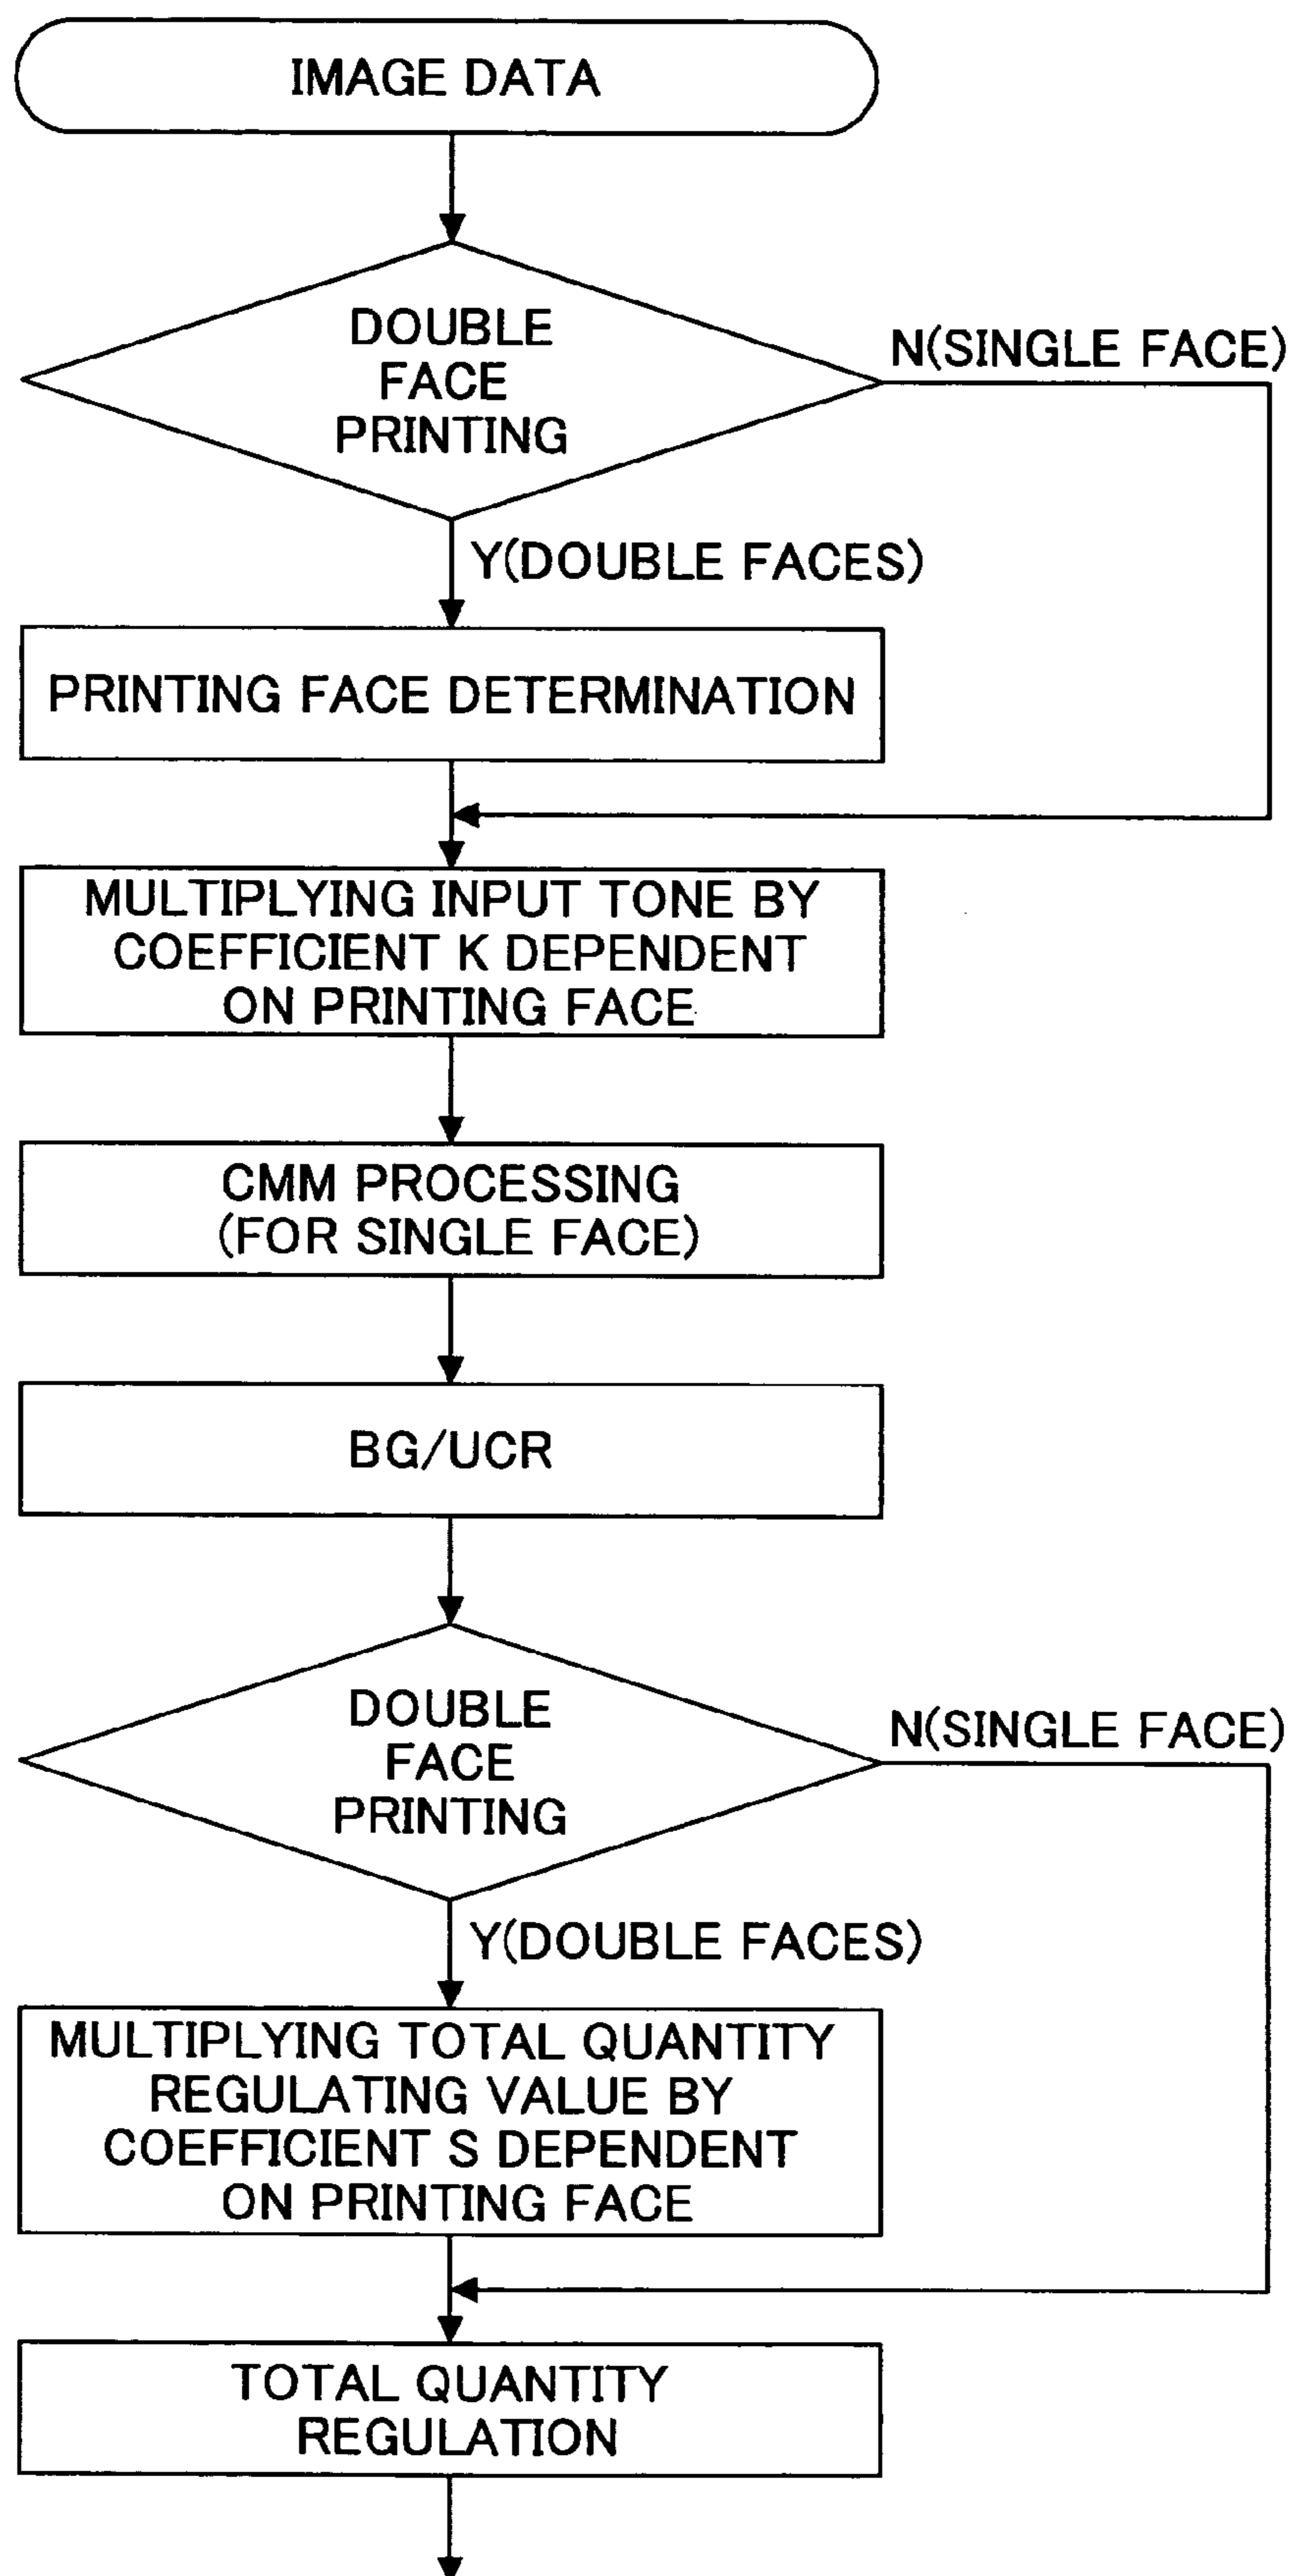 IMAGE DATA
DOUBLE
FACE
PRINTING
N(SINGLE FACE)
Y(DOUBLE FACES)
PRINTING FACE DETERMINATION
MULTIPLYING INPUT TONE BY
COEFFICIENT K DEPENDENT
ON PRINTING FACE
CMM PROCESSING
(FOR SINGLE FACE)
BG/UCR
DOUBLE
FACE
PRINTING
N(SINGLE FACE)
Y(DOUBLE FACES)
MULTIPLYING TOTAL QUANTITY
REGULATING VALUE BY
COEFFICIENT S DEPENDENT
ON PRINTING FACE
TOTAL QUANTITY
REGULATION